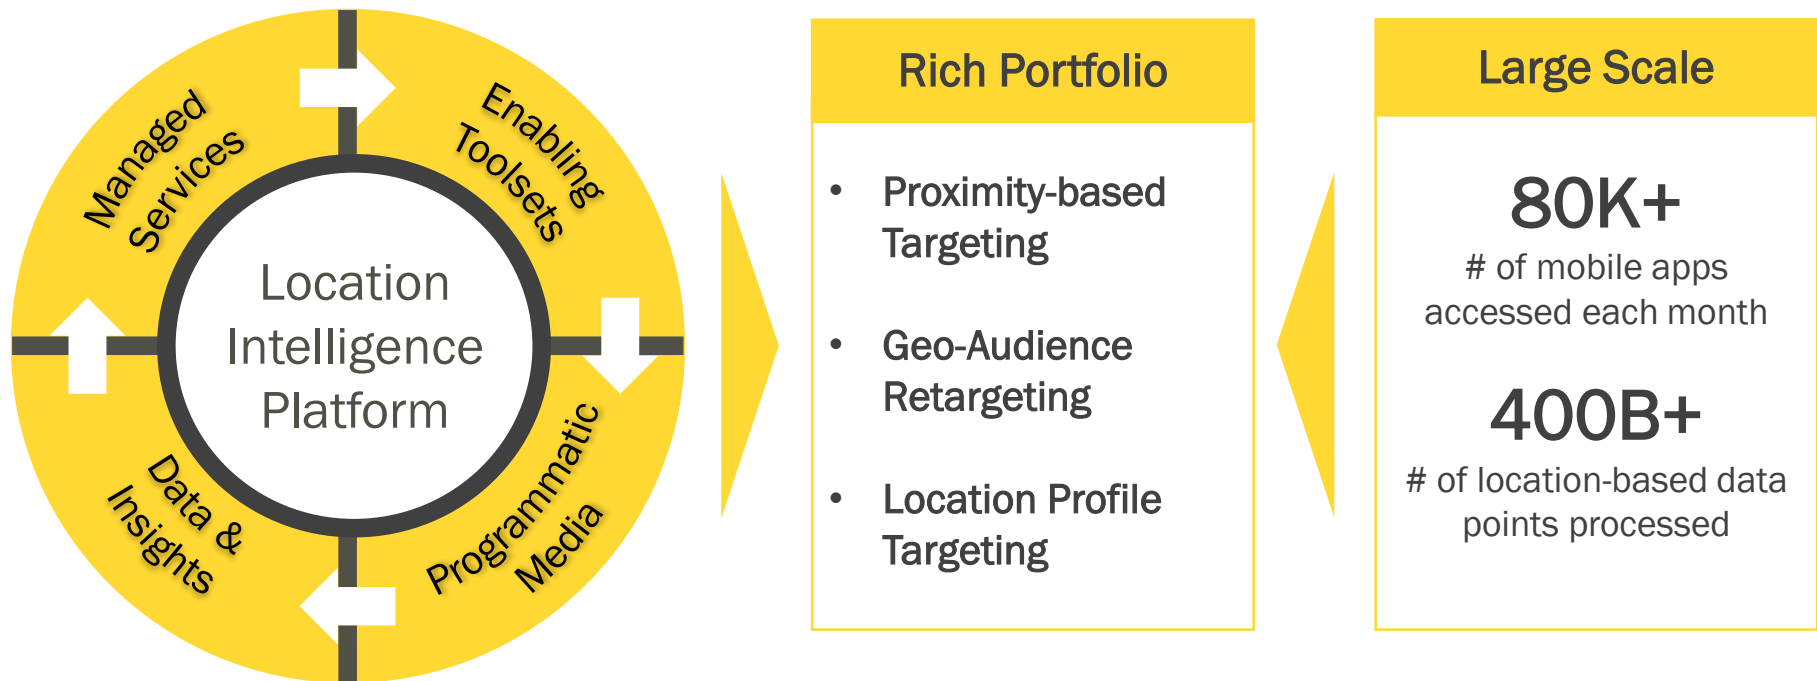 Managed
Services
Enabling
Toolsets
Location
Intelligence
Platform
Data &
Insights
Programmatic
Media
Rich Portfolio
• Proximity-based
Targeting
• Geo-Audience
Retargeting
• Location Profile
Targeting
Large Scale
80K+
# of mobile apps
accessed each month
400B+
# of location-based data
points processed